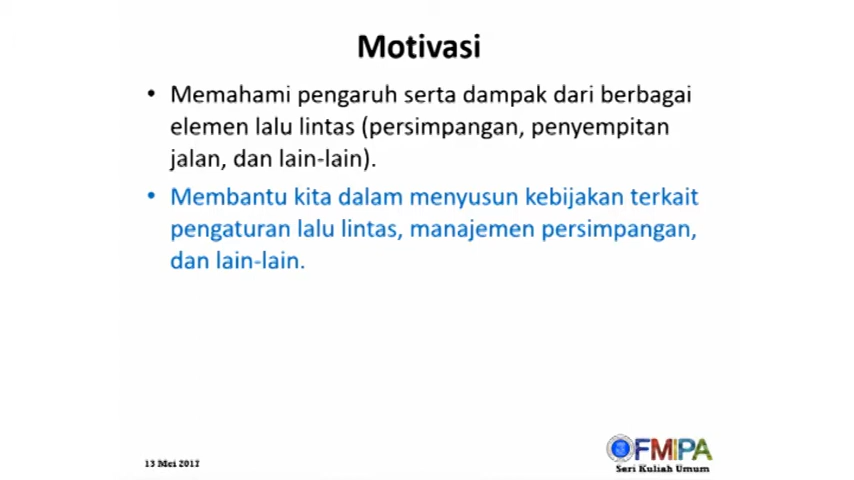 Motivasi
• Memahami pengaruh serta dampak dari berbagai
elemen lalu lintas (persimpangan, penyempitan
jalan, dan lain-lain).
• Membantu kita dalam menyusun kebijakan terkait
pengaturan lalu lintas, manajemen persimpangan,
dan lain-lain.
FMIPA
Seri Kuliah Umum
13 Mei 2017